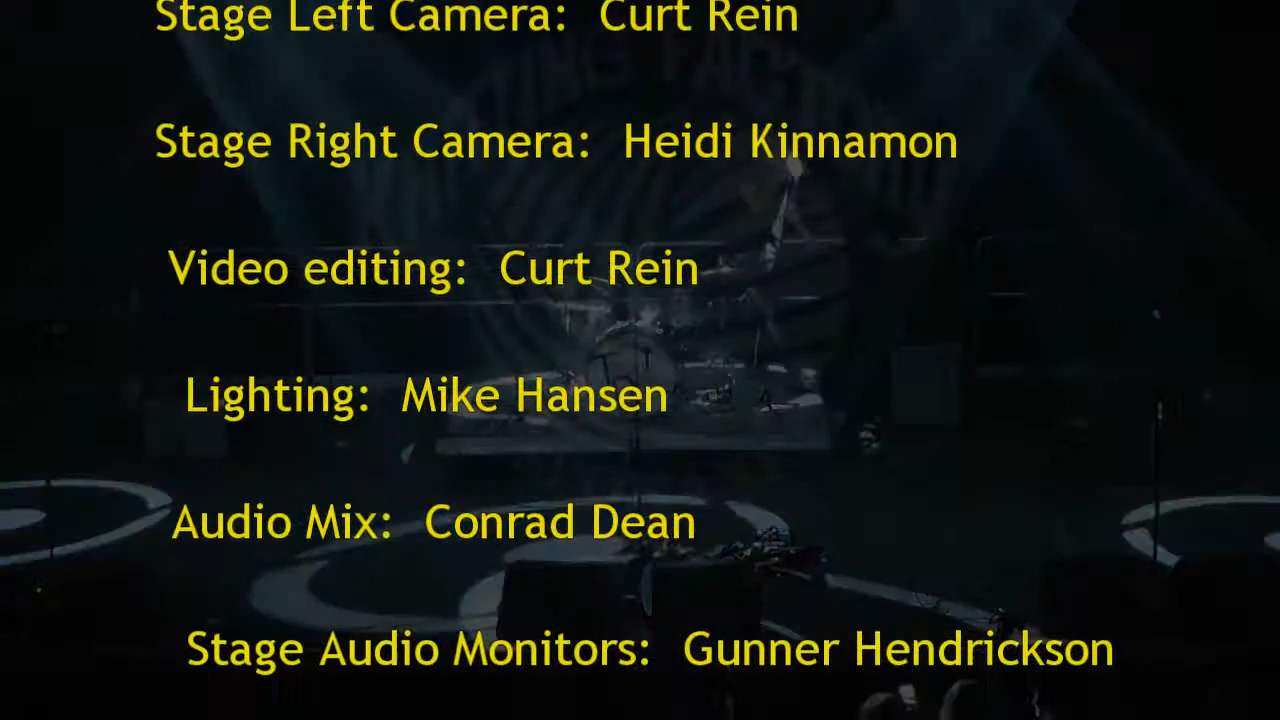 Stage Left Camera: Curt Rein
Stage Right Camera: Heidi Kinnamon
Video editing: Curt Rein
Lighting: Mike Hansen
Audio Mix: Conrad Dean
Stage Audio Monitors: Gunner Hendrickson